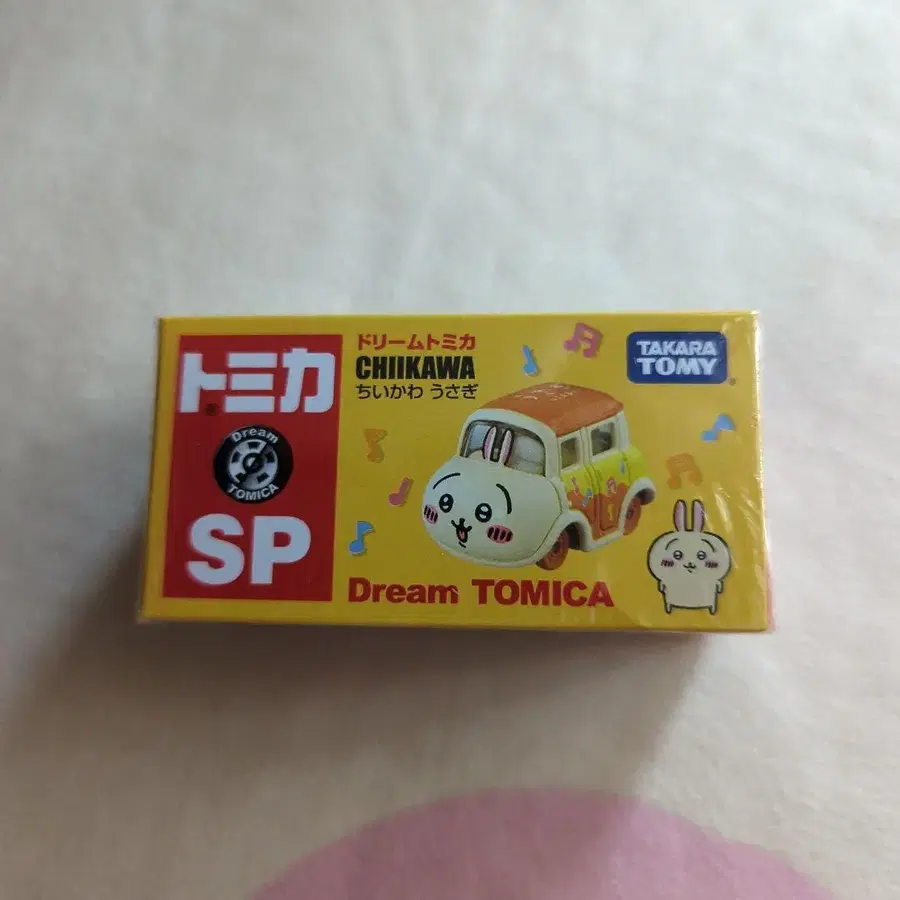 トミカ
Dream
TOMICA
SP
ドリームトミカ
CHIIKAWA
ちいかわ うさぎ
TAKARA
TOMY
Dream TOMICA